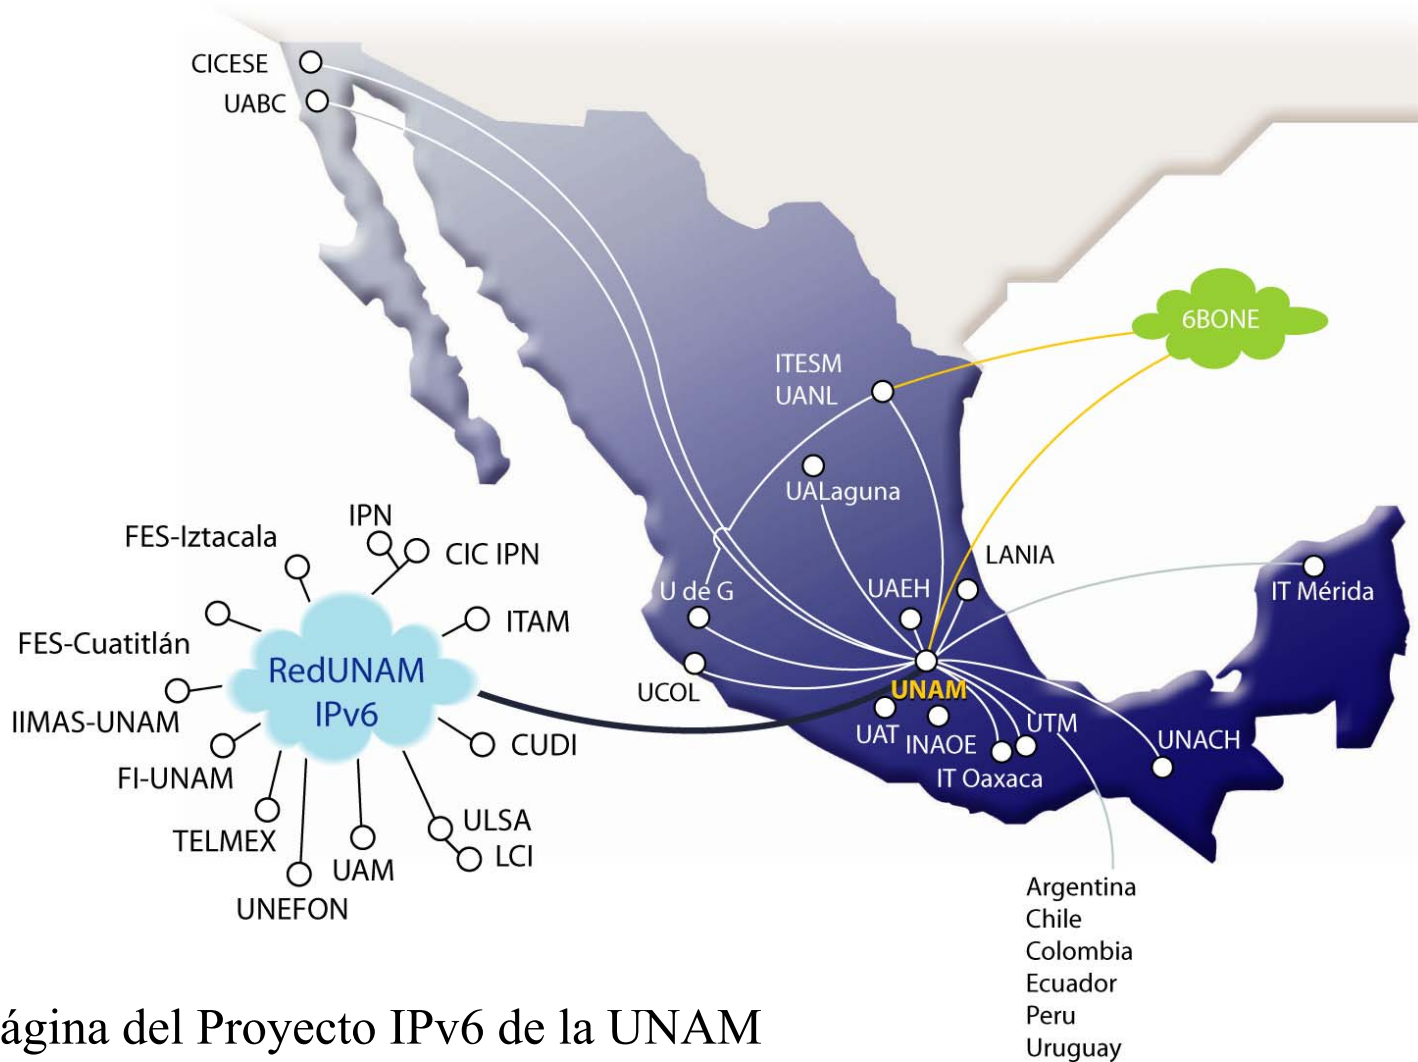 CICESE
UABC
6BONE
ITESM
UANL
UALaguna
IPN
FES-Iztacala
CIC IPN
LANIA
U de G
UAEH
IT Mérida
ITAM
FES-Cuatitlán
RedUNAM
IPv6
UCOL
UNAM
IIMAS-UNAM
UTM
UAT
INAOE
UNACH
CUDI
FI-UNAM
IT Oaxaca
ULSA
TELMEX
LCI
UAM
UNEFON
Argentina
Chile
Colombia
Ecuador
Peru
Uruguay
ágina del Proyecto IPv6 de la UNAM